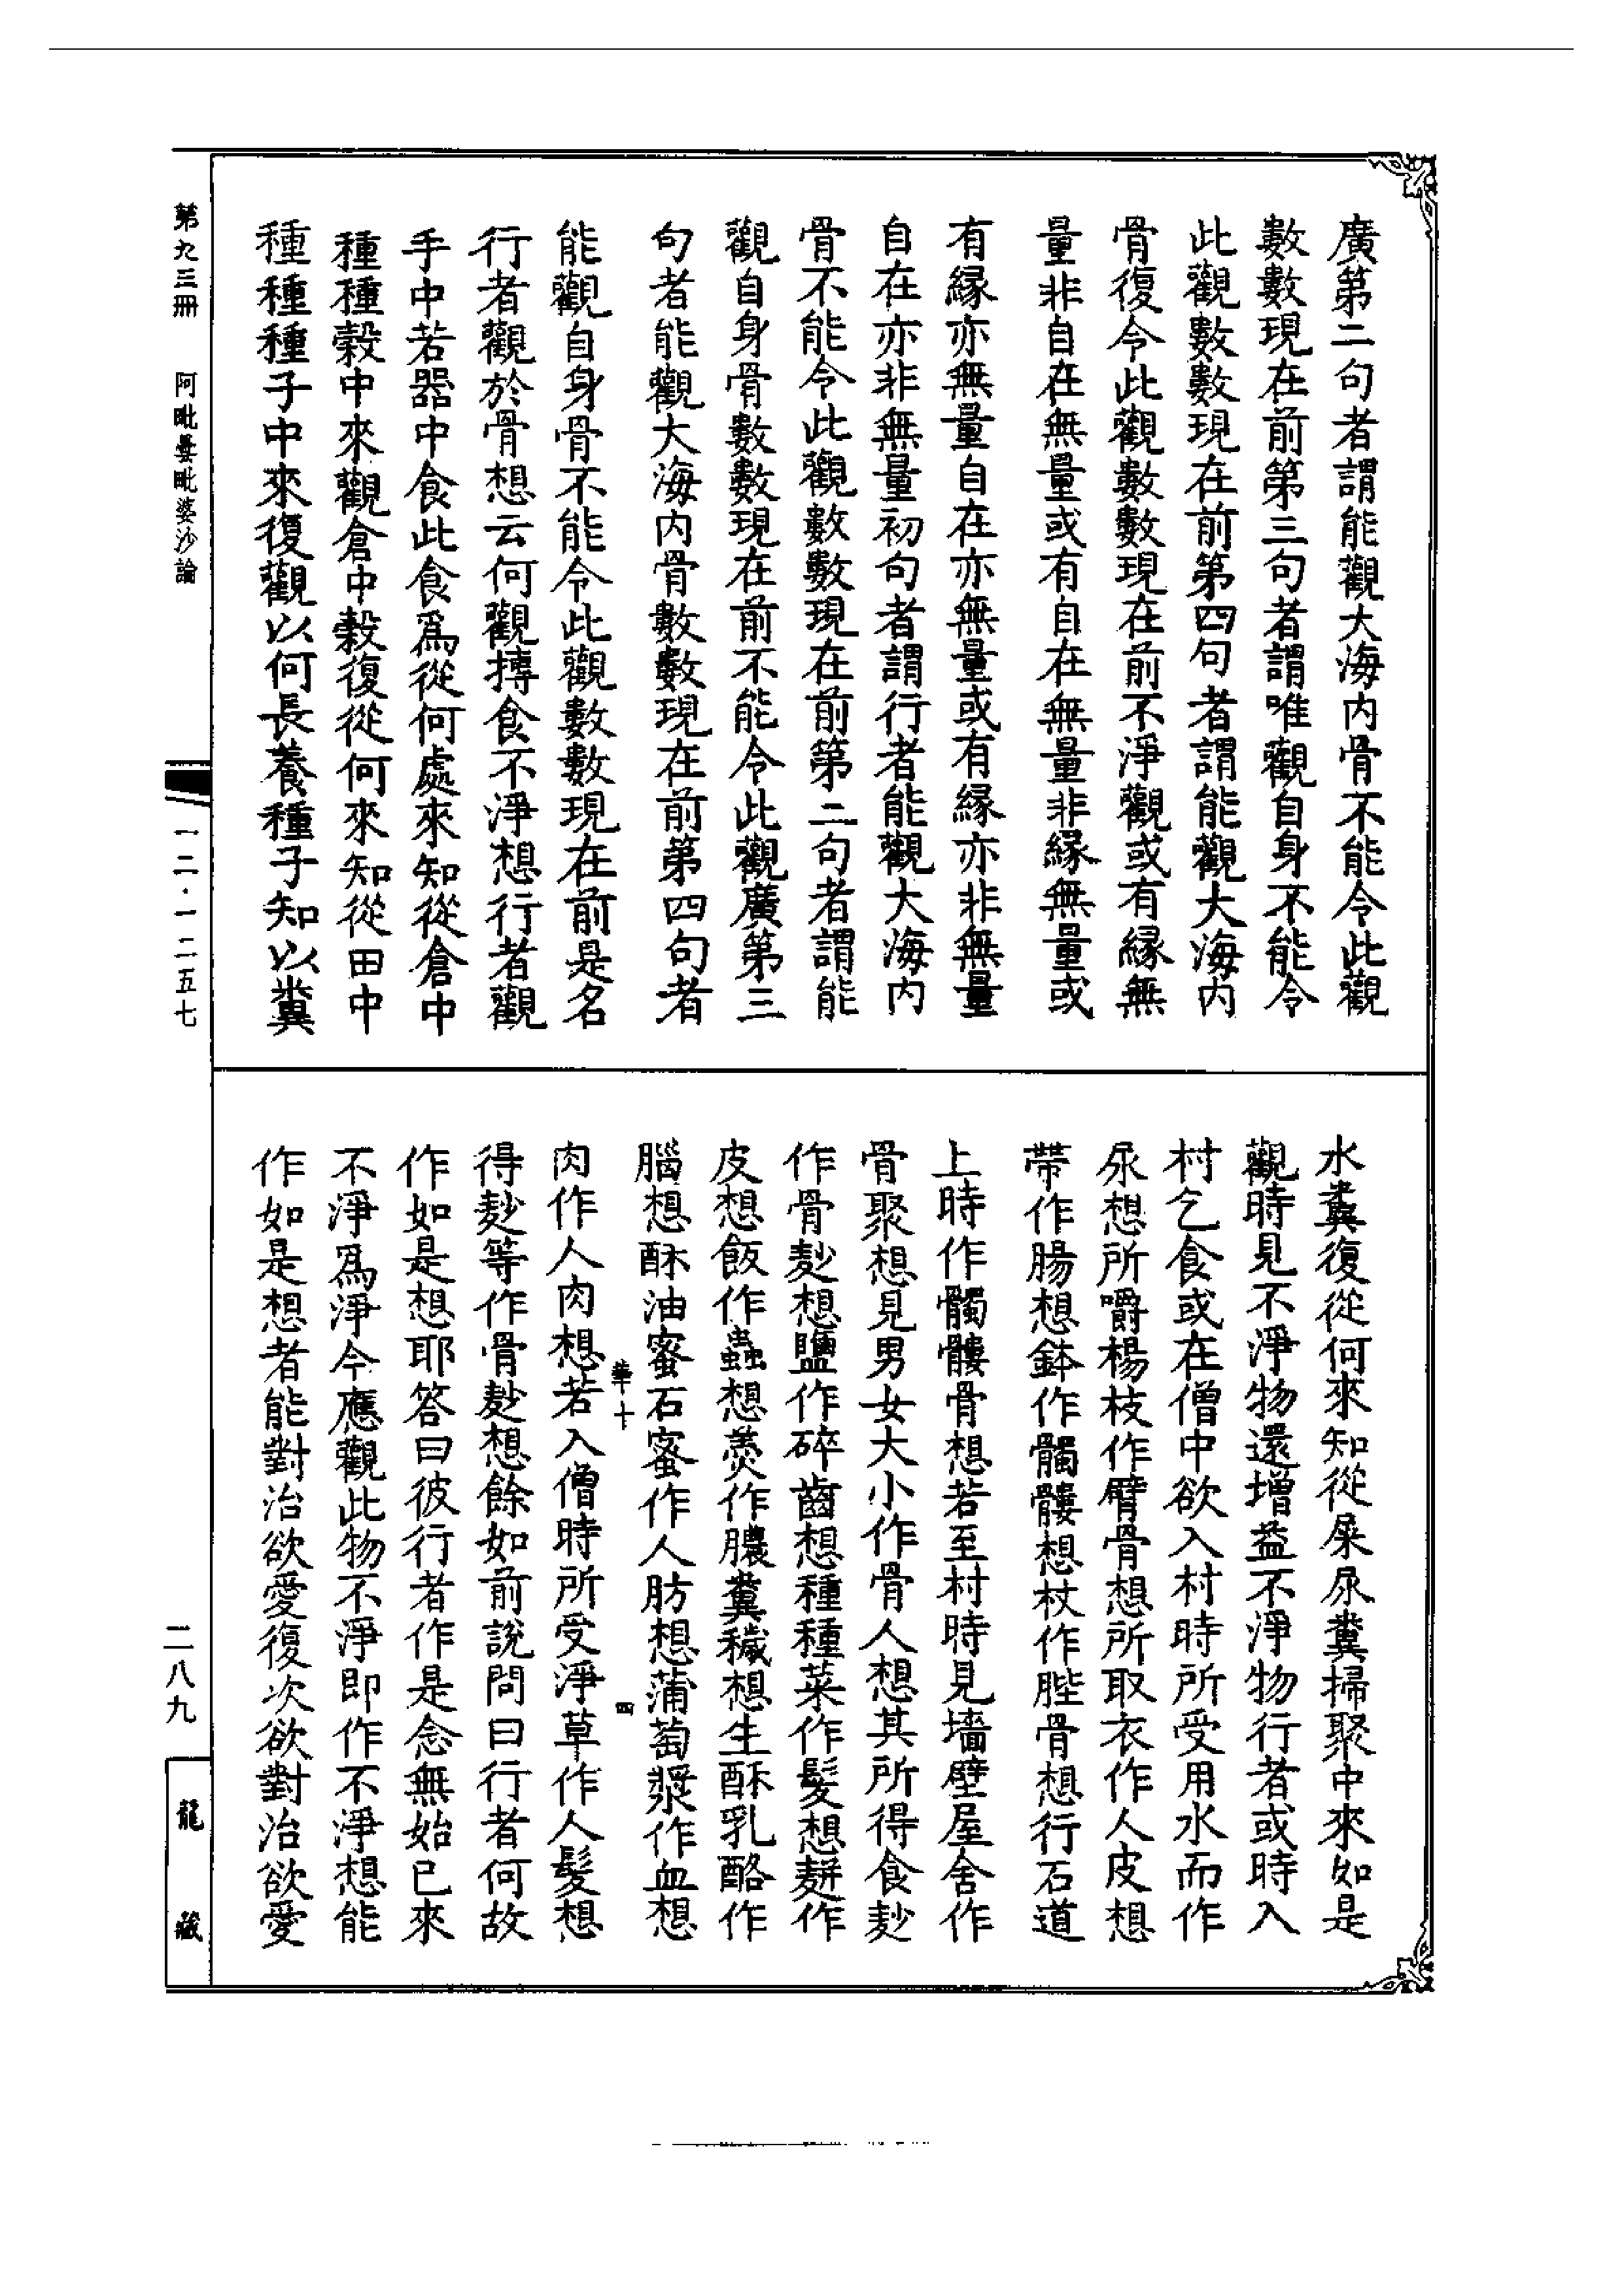 廣第二句者謂能觀大海內骨不能令此觀
數數現在前第三句者謂唯觀自身不能令
此觀數數現在前第四句者謂能觀大海內
骨復令此觀數數現在前不淨觀或有緣無
量非自在無量或有自在無量非緣無量或
有緣亦無量自在亦無量或有緣亦非無量
自在亦非無量初句者謂行者能觀大海內
骨不能令此觀數數現在前第二句者謂能
觀自身骨數數現在前不能令此觀廣第三
句者能觀大海內骨數數現在前第四句者
能觀自身骨不能令此觀數數現在前是名
行者觀於骨想云何觀摶食不淨想行者觀
手中若器中食此食爲從何處來知從倉中
種種穀中來觀倉中穀復從何來知從田中
種種種子中來復觀以何長養種子知以糞
水糞復從何來知從屎尿糞掃聚中來如是
觀時見不淨物還增益不淨物行者或時入
村乞食或在僧中欲入村時所受用水而作
尿想所嚼楊枝作臂骨想所取衣作人皮想
帶作腸想鉢作髑髏想杖作脛骨想行石道
上時作髑髏骨想若至村時見墻壁屋舍作
骨聚想見男女大小作骨人想其所得食麨
作骨麨想鹽作碎齒想種種菜作髮想麨作
皮想飯作蟲想羹作膿糞穢想生酥乳酪作
腦想酥油蜜石蜜作人肪想蒲萄漿作血想
華十 四
肉作人肉想若入僧時所受淨草作人髮想
得麨等作骨麨想餘如前說問曰行者何故
作如是想耶答曰彼行者作是念無始已來
不淨爲淨今應觀此物不淨即作不淨想能
作如是想者能對治欲愛復次欲對治欲愛
第九三冊 阿毗曇毗婆沙論
一二·一二五七
二八九
龍藏